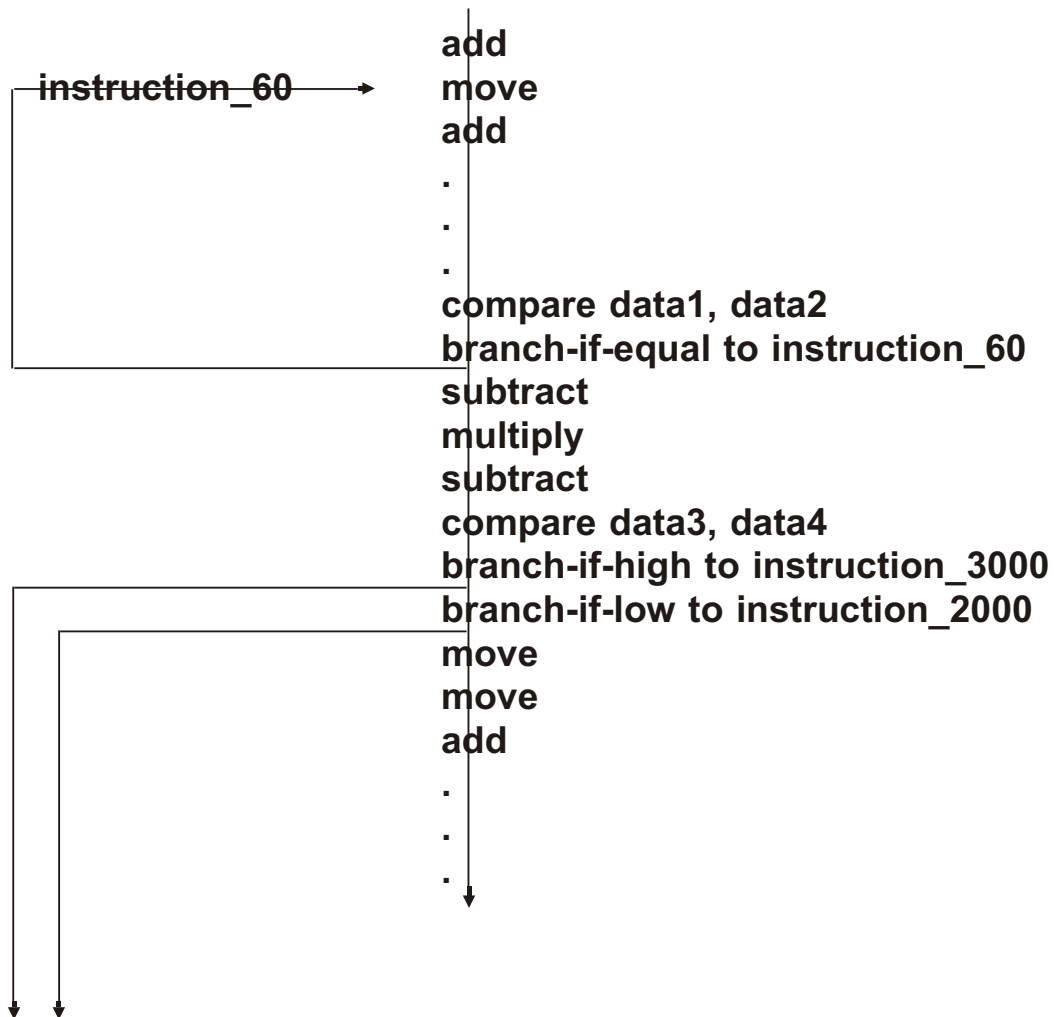 add
instruction_60 move
add
.
.
.
compare data1, data2
branch-if-equal to instruction_60
subtract
multiply
subtract
compare data3, data4
branch-if-high to instruction_3000
branch-if-low to instruction_2000
move
move
add
.
.
.